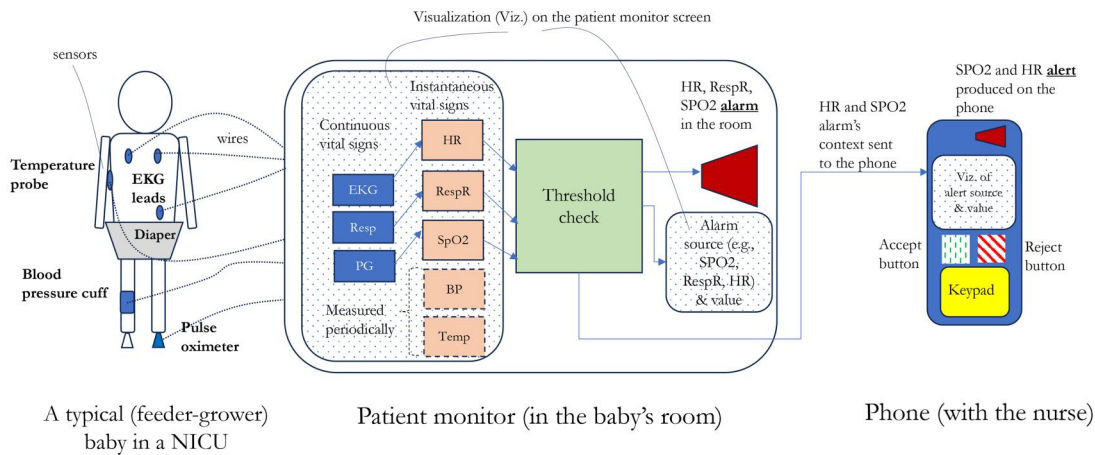 Visualization (Viz.) on the patient monitor screen
sensors
wires
Temperature
probe
EKG
leads
Diaper
Blood
pressure cuff
Pulse
oximeter
A typical (feeder-grower)
baby in a NICU
Instantaneous
vital signs
Continuous
vital signs
HR
EKG
RespR
Resp
SpO2
PG
BP
Measured
periodically
Temp
Threshold
check
HR, RespR,
SPO2 alarm
in the room
Alarm
source (e.g.,
SPO2,
RespR, HR)
& value
Patient monitor (in the baby's room)
HR and SPO2
alarm's
context sent
to the phone
SPO2 and HR alert
produced on the
phone
Viz. of
alert source
& value
Accept
button
Reject
button
Keypad
Phone (with the nurse)